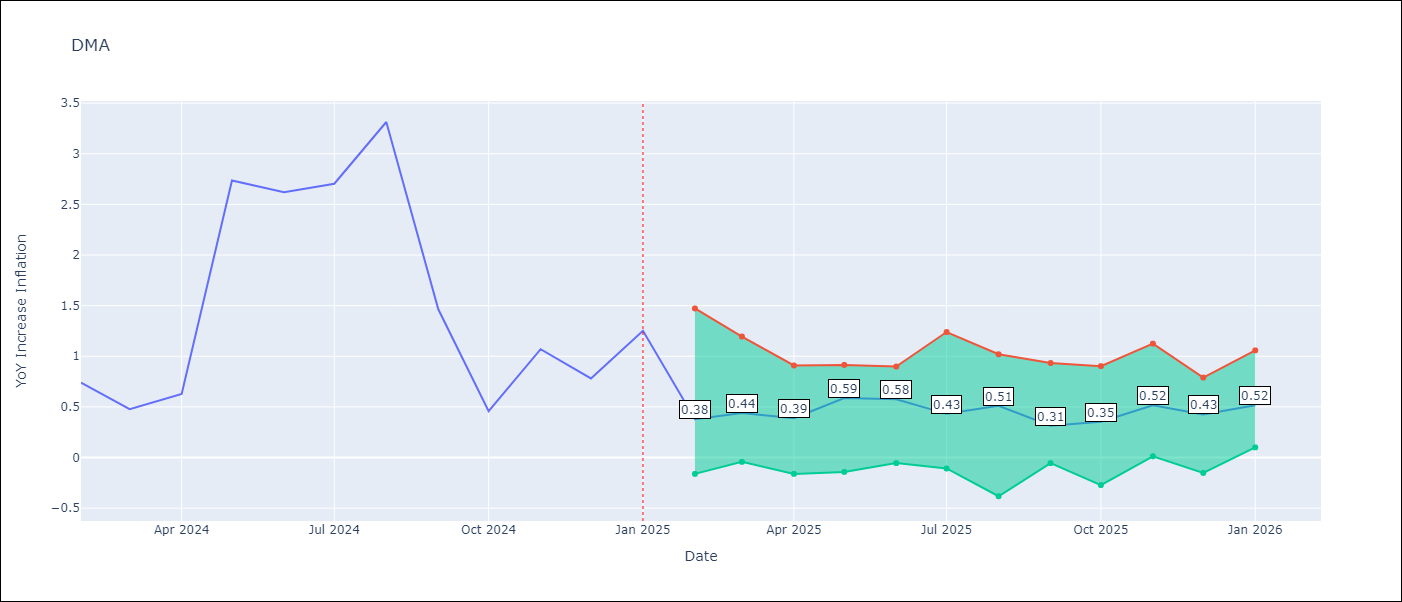 DMA
YoY Increase Inflation
3.5
3
2.5
2
1.5
1
0.5
0
−0.5
0.38
0.44
0.39
0.59
0.58
0.43
0.51
0.31
0.35
0.52
0.43
0.52
Apr 2024
Jul 2024
Oct 2024
Jan 2025
Apr 2025
Jul 2025
Oct 2025
Jan 2026
Date